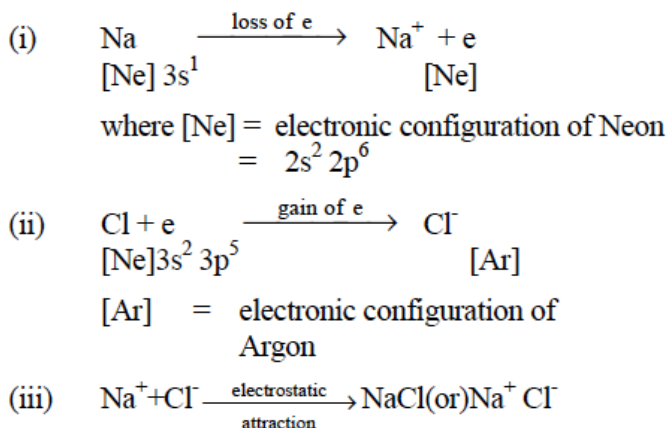 (i) Na loss of e → Na⁺ + e
[Ne] 3s¹ [Ne]
where [Ne] = electronic configuration of Neon
= 2s² 2p⁶
(ii) Cl + e gain of e → Cl⁻
[Ne]3s² 3p⁵ [Ar]
[Ar] = electronic configuration of
Argon
(iii) Na⁺+Cl⁻ electrostatic attraction → NaCl(or)Na⁺ Cl⁻